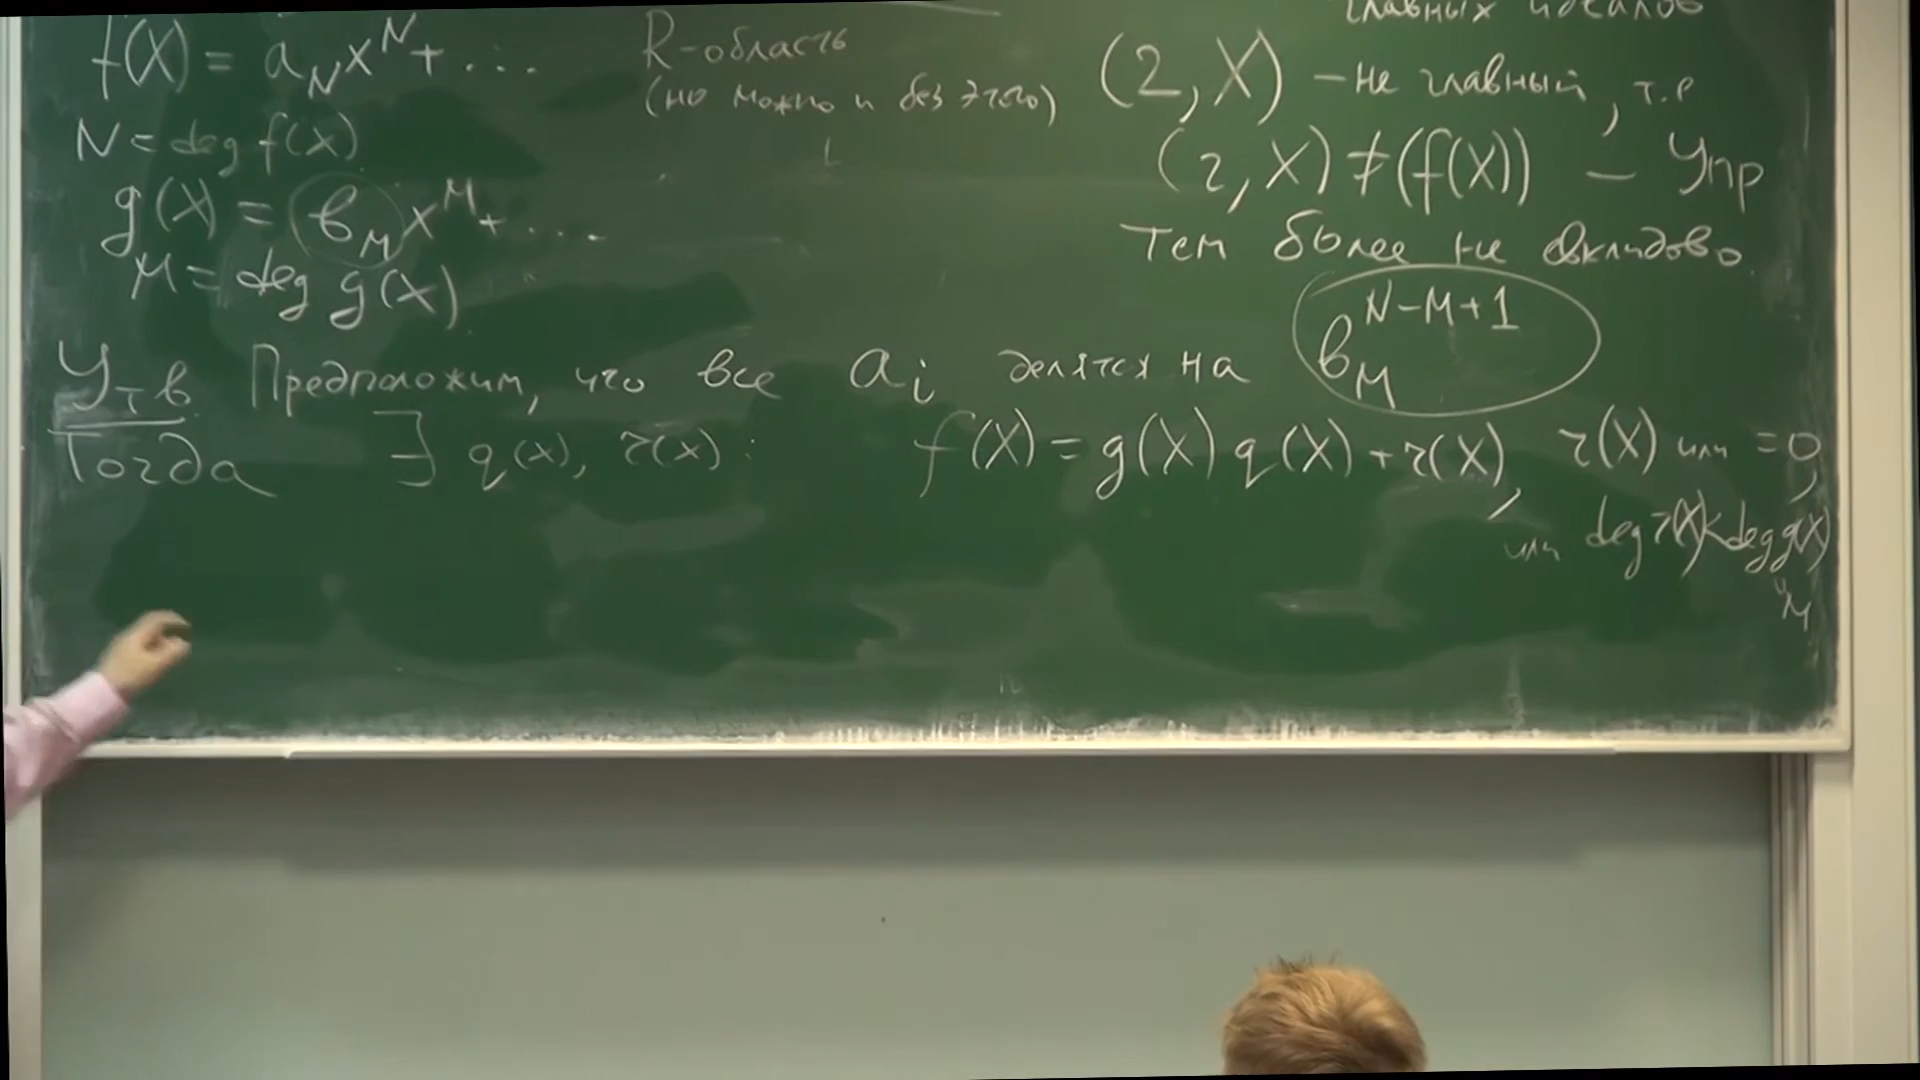 f(X) = a_N X^N + ...
N = deg f(X)
g(X) = b_M X^M + ...
M = deg g(X)
R - область
(но можно и без этого)
главных идеалов
(2, X) - не главный, т.е
(2, X) ≠ (f(X)) - Упр
Тем более не евклидово.
Утв Предположим, что все a_i делятся на b_M^{N-M+1}
Тогда ∃ q(X), r(X) : f(X) = g(X) q(X) + r(X), r(X) или = 0,
или deg r(X) < deg g(X)
M